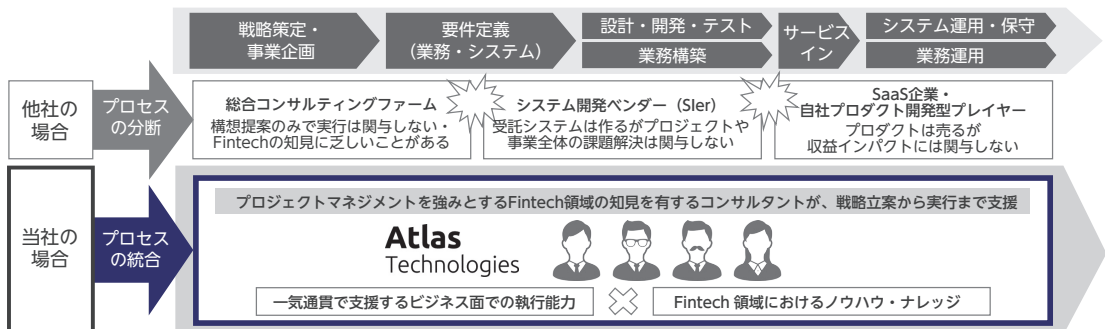 戦略策定・
事業企画
要件定義
（業務・システム）
設計・開発・テスト
業務構築
サービス
イン
システム運用・保守
業務運用
他社の
場合
プロセス
の分断
総合コンサルティングファーム
構想提案のみで実行は関与しない・
Fintechの知見に乏しいことがある
システム開発ベンダー（SIer）
受託システムは作るがプロジェクトや
事業全体の課題解決は関与しない
SaaS企業・
自社プロダクト開発型プレイヤー
プロダクトは売るが
収益インパクトには関与しない
当社の
場合
プロセス
の統合
プロジェクトマネジメントを強みとするFintech領域の知見を有するコンサルタントが、戦略立案から実行まで支援
Atlas
Technologies
一気通貫で支援するビジネス面での執行能力
Fintech 領域におけるノウハウ・ナレッジ